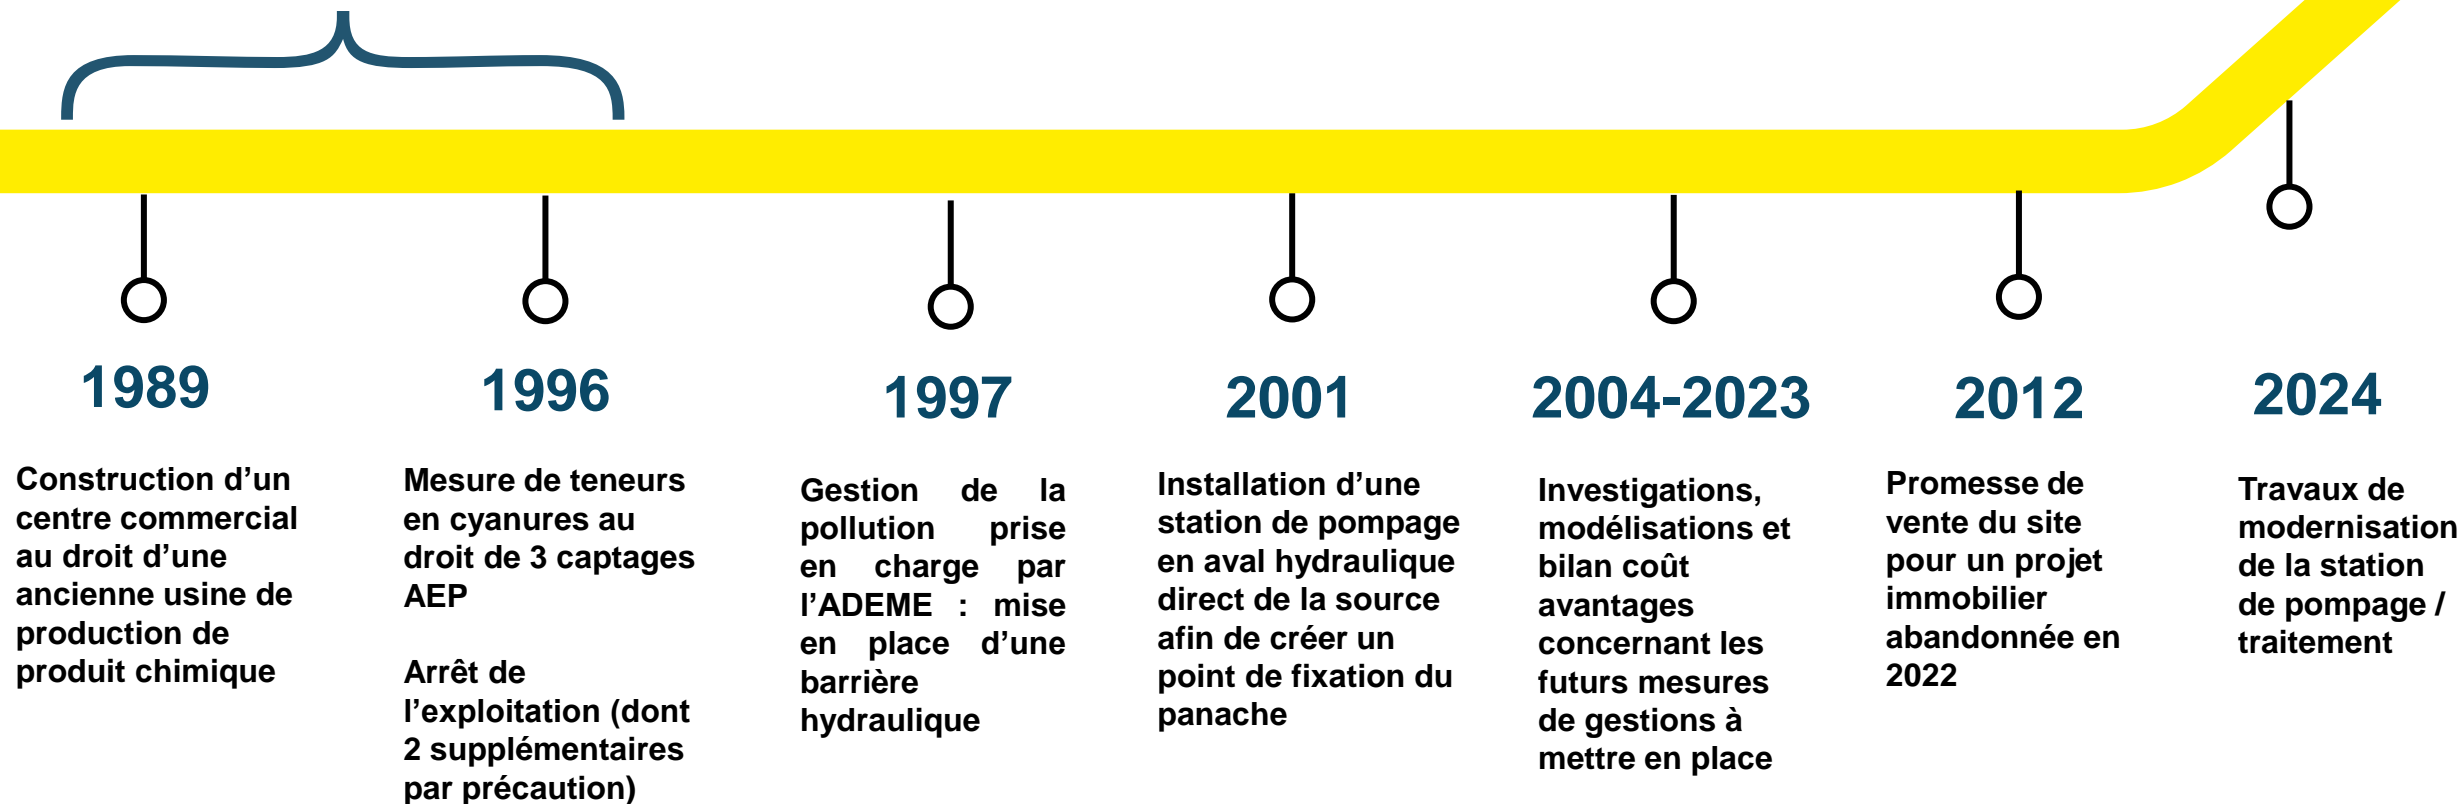 1989
Construction d’un
centre commercial
au droit d’une
ancienne usine de
production de
produit chimique
1996
Mesure de teneurs
en cyanures au
droit de 3 captages
AEP
Arrêt de
l’exploitation (dont
2 supplémentaires
par précaution)
1997
Gestion de la
pollution prise
en charge par
l’ADEME : mise
en place d’une
barrière
hydraulique
2001
Installation d’une
station de pompage
en aval hydraulique
direct de la source
afin de créer un
point de fixation du
panache
2004-2023
Investigations,
modélisations et
bilan coût
avantages
concernant les
futurs mesures
de gestions à
mettre en place
2012
Promesse de
vente du site
pour un projet
immobilier
abandonnée en
2022
2024
Travaux de
modernisation
de la station
de pompage /
traitement